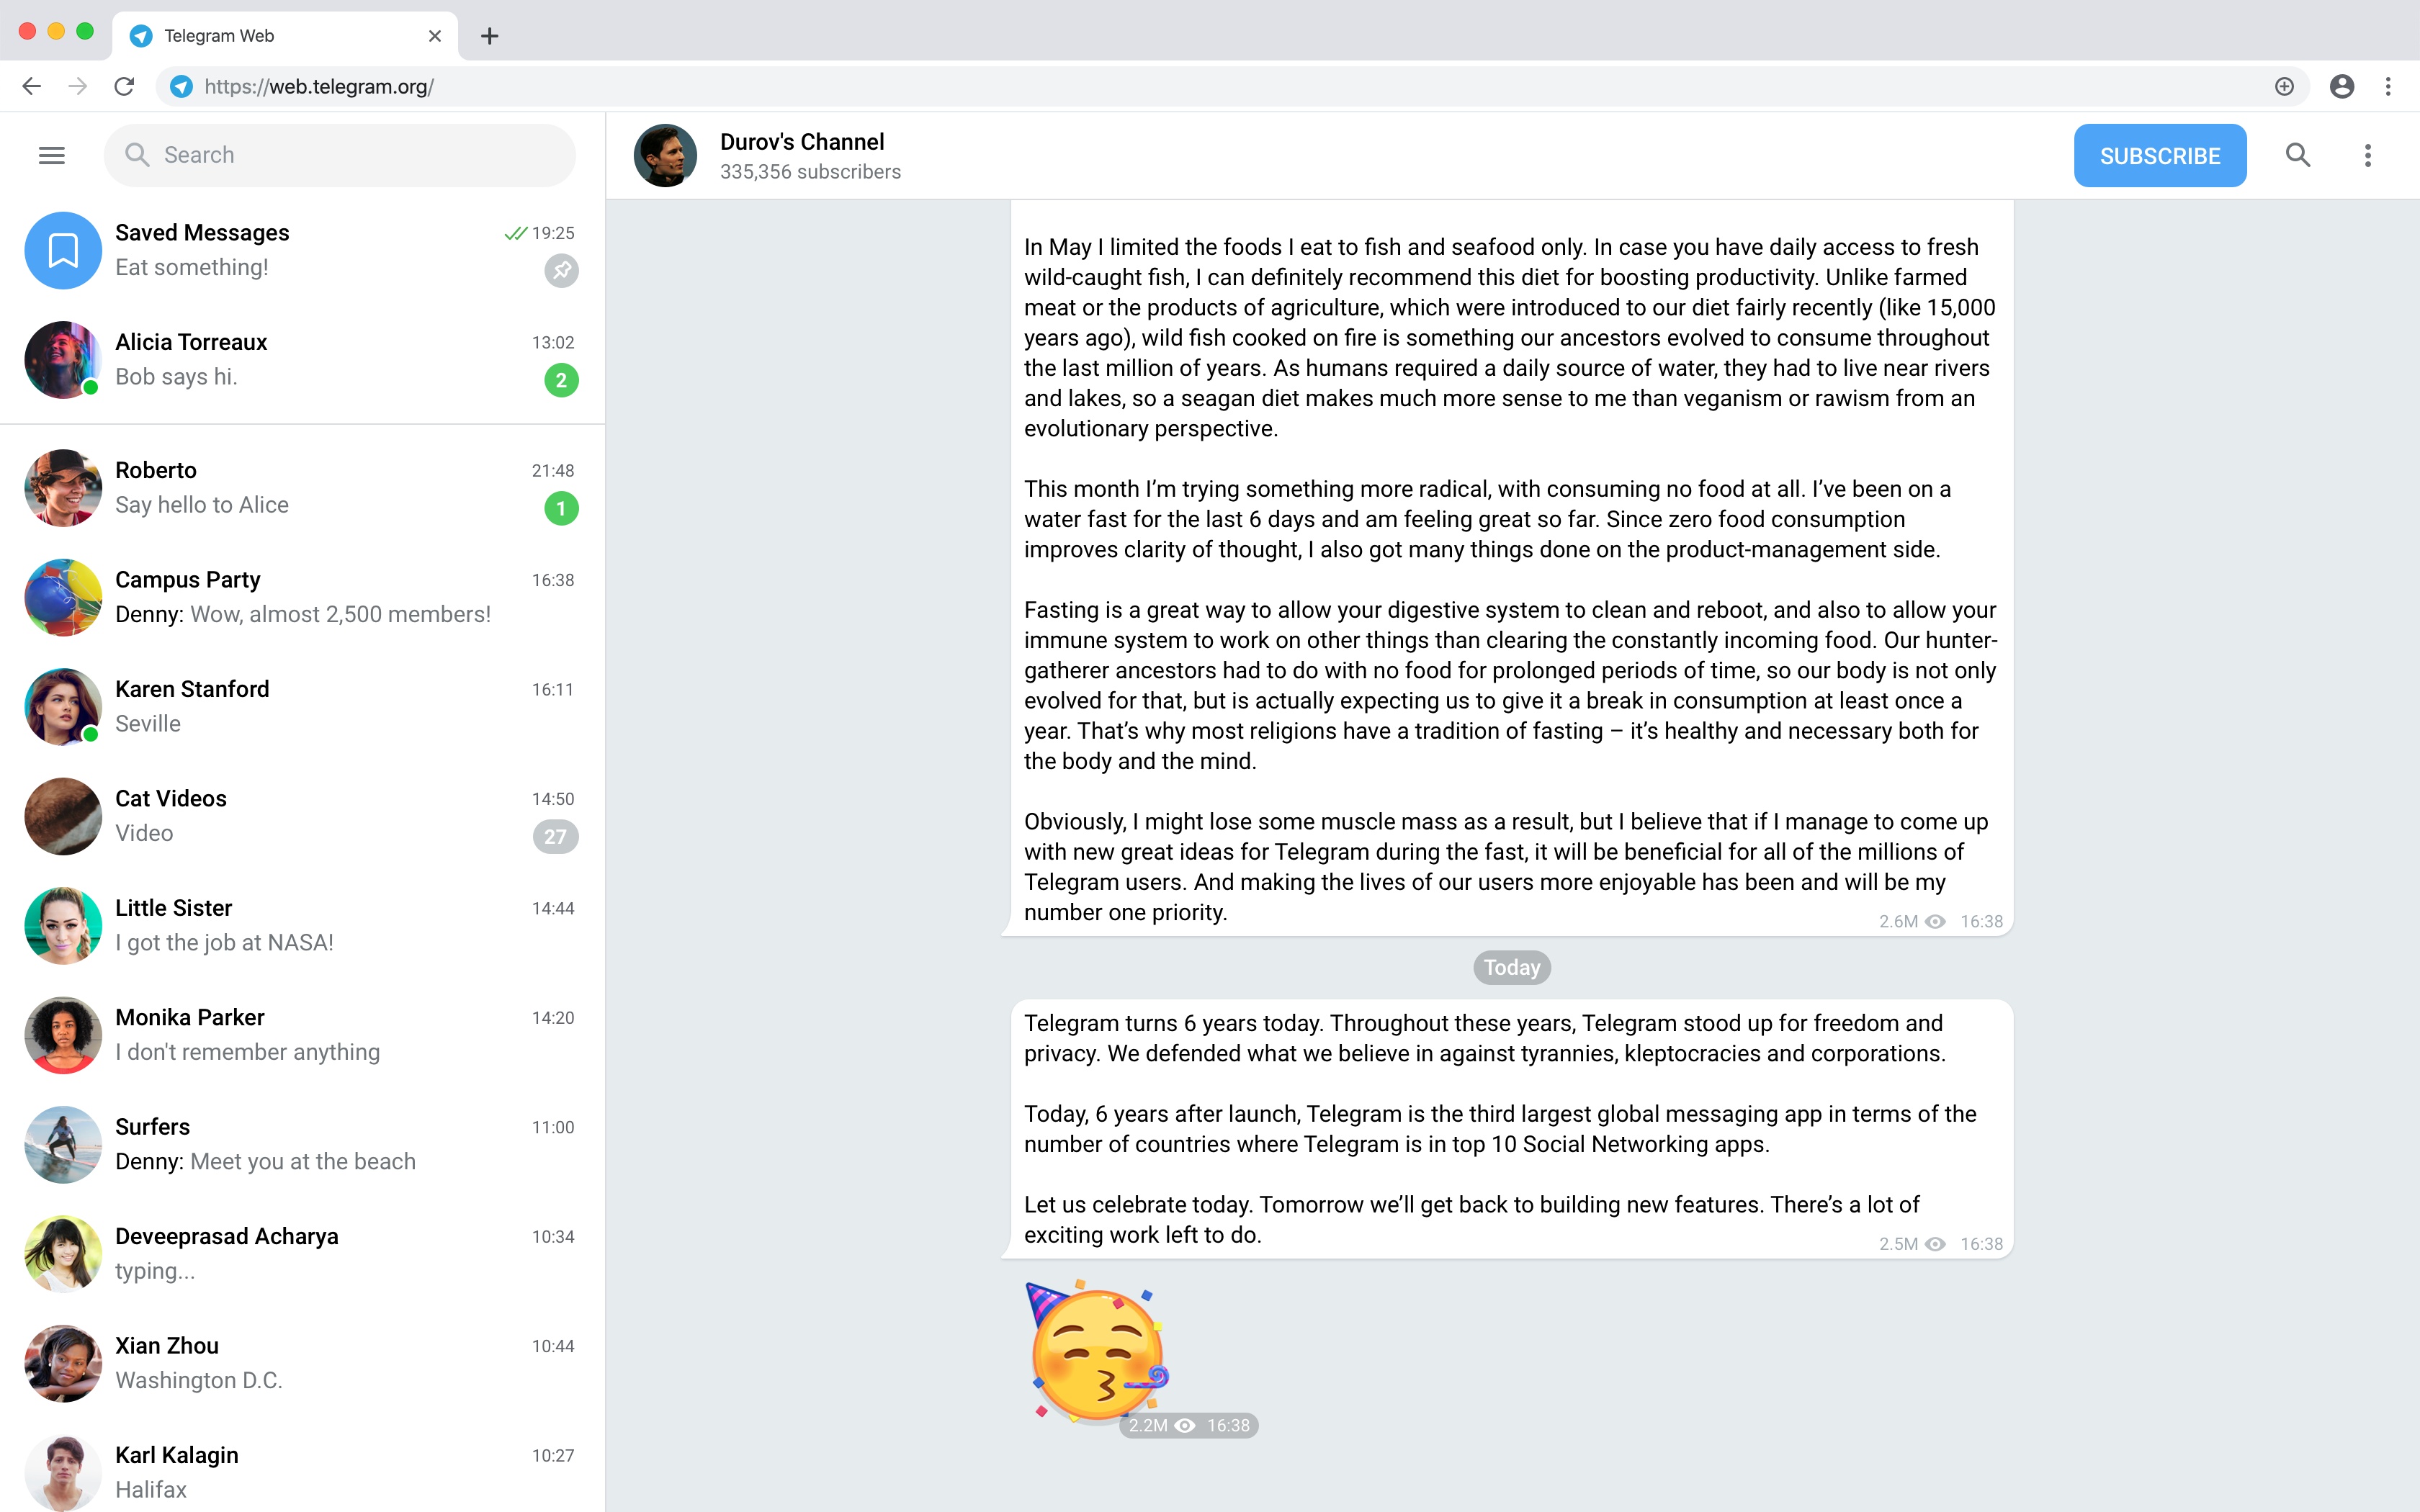 Telegram Web
https://web.telegram.org/
Search
Saved Messages
19:25
Eat something!
Alicia Torreaux
13:02
Bob says hi.
2
Roberto
21:48
Say hello to Alice
1
Campus Party
16:38
Denny: Wow, almost 2,500 members!
Karen Stanford
16:11
Seville
Cat Videos
14:50
Video
27
Little Sister
14:44
I got the job at NASA!
Monika Parker
14:20
I don't remember anything
Surfers
11:00
Denny: Meet you at the beach
Deveeprasad Acharya
10:34
typing...
Xian Zhou
10:44
Washington D.C.
Karl Kalagin
10:27
Halifax
Durov's Channel
335,356 subscribers
SUBSCRIBE
In May I limited the foods I eat to fish and seafood only. In case you have daily access to fresh
wild-caught fish, I can definitely recommend this diet for boosting productivity. Unlike farmed
meat or the products of agriculture, which were introduced to our diet fairly recently (like 15,000
years ago), wild fish cooked on fire is something our ancestors evolved to consume throughout
the last million of years. As humans required a daily source of water, they had to live near rivers
and lakes, so a seagan diet makes much more sense to me than veganism or rawism from an
evolutionary perspective.
This month I’m trying something more radical, with consuming no food at all. I’ve been on a
water fast for the last 6 days and am feeling great so far. Since zero food consumption
improves clarity of thought, I also got many things done on the product-management side.
Fasting is a great way to allow your digestive system to clean and reboot, and also to allow your
immune system to work on other things than clearing the constantly incoming food. Our hunter-
gatherer ancestors had to do with no food for prolonged periods of time, so our body is not only
evolved for that, but is actually expecting us to give it a break in consumption at least once a
year. That’s why most religions have a tradition of fasting – it’s healthy and necessary both for
the body and the mind.
Obviously, I might lose some muscle mass as a result, but I believe that if I manage to come up
with new great ideas for Telegram during the fast, it will be beneficial for all of the millions of
Telegram users. And making the lives of our users more enjoyable has been and will be my
number one priority.
2.6M 16:38
Today
Telegram turns 6 years today. Throughout these years, Telegram stood up for freedom and
privacy. We defended what we believe in against tyrannies, kleptocracies and corporations.
Today, 6 years after launch, Telegram is the third largest global messaging app in terms of the
number of countries where Telegram is in top 10 Social Networking apps.
Let us celebrate today. Tomorrow we’ll get back to building new features. There’s a lot of
exciting work left to do.
2.5M 16:38
2.2M 16:38